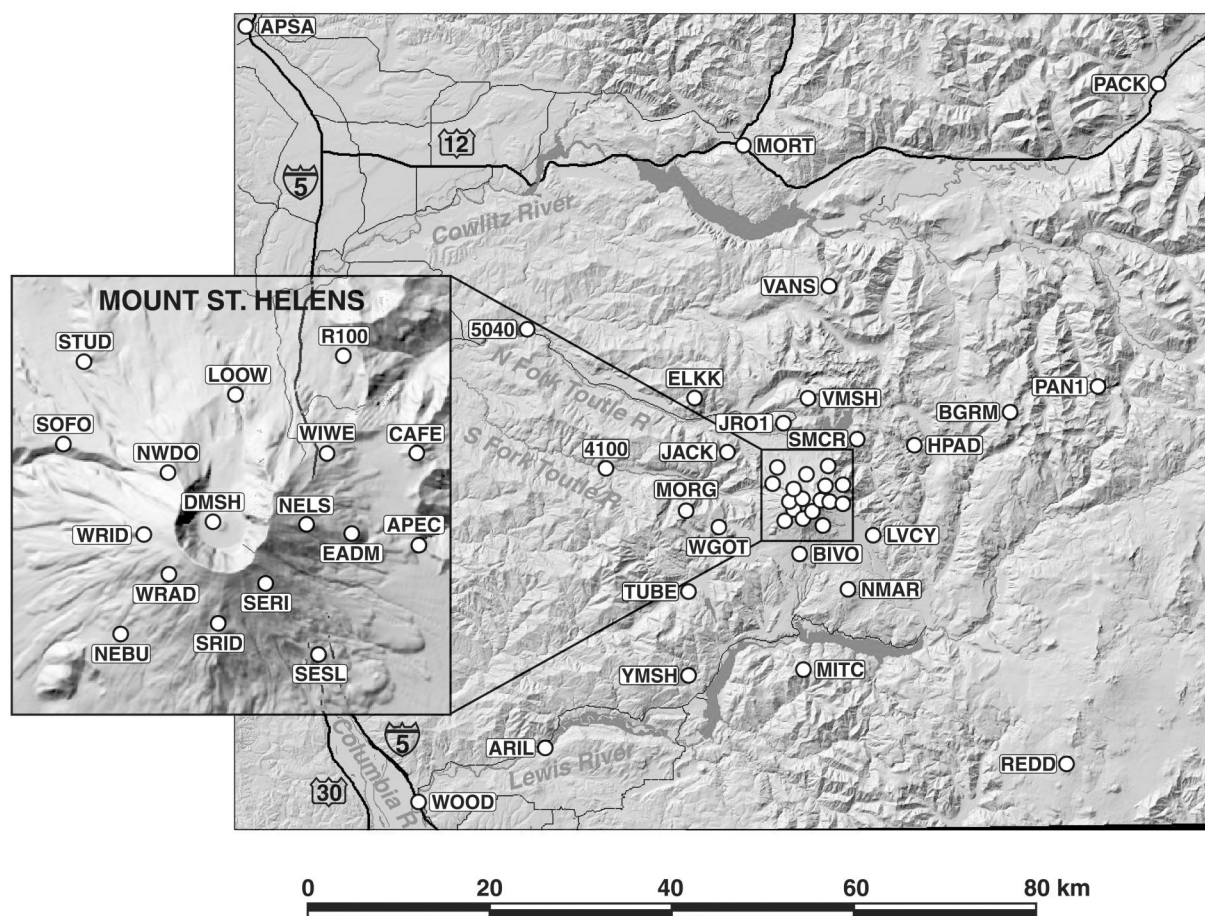 APSA
PACK
12
MORT
5
Cowlitz River
VANS
MOUNT ST. HELENS
STUD
R100
LOOW
SOFO
NWDO
WIWE
CAFE
DMSH
NELS
WRID
EADM
APEC
WRAD
SERI
NEBU
SRID
SESL
5040
N Fork Toutle R
ELKK
VMSH
PAN1
BGRM
JRO1
SMCR
HPAD
S Fork Toutle R.
4100
JACK
MORG
WGOT
LVCY
BIVO
TUBE
NMAR
YMSH
MITC
Columbia R
5
ARIL
Lewis River
REDD
30
WOOD
0 20 40 60 80 km